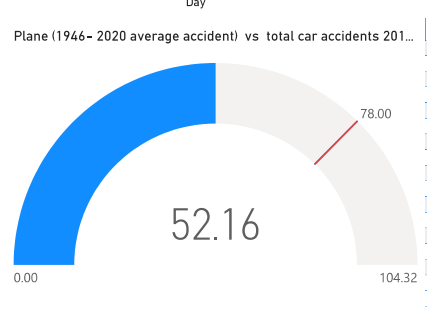 Day
Plane (1946- 2020 average accident) vs total car accidents 201...
78.00
52.16
0.00
104.32